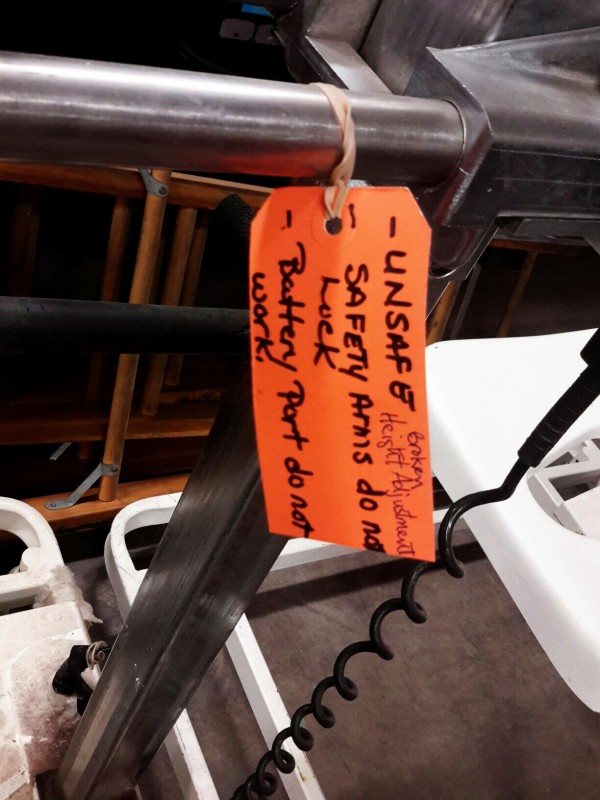 - UNSAFE
Broken
Height Adjustment
- SAFETY Arms do not
Lock
- Battery Port do not
work!